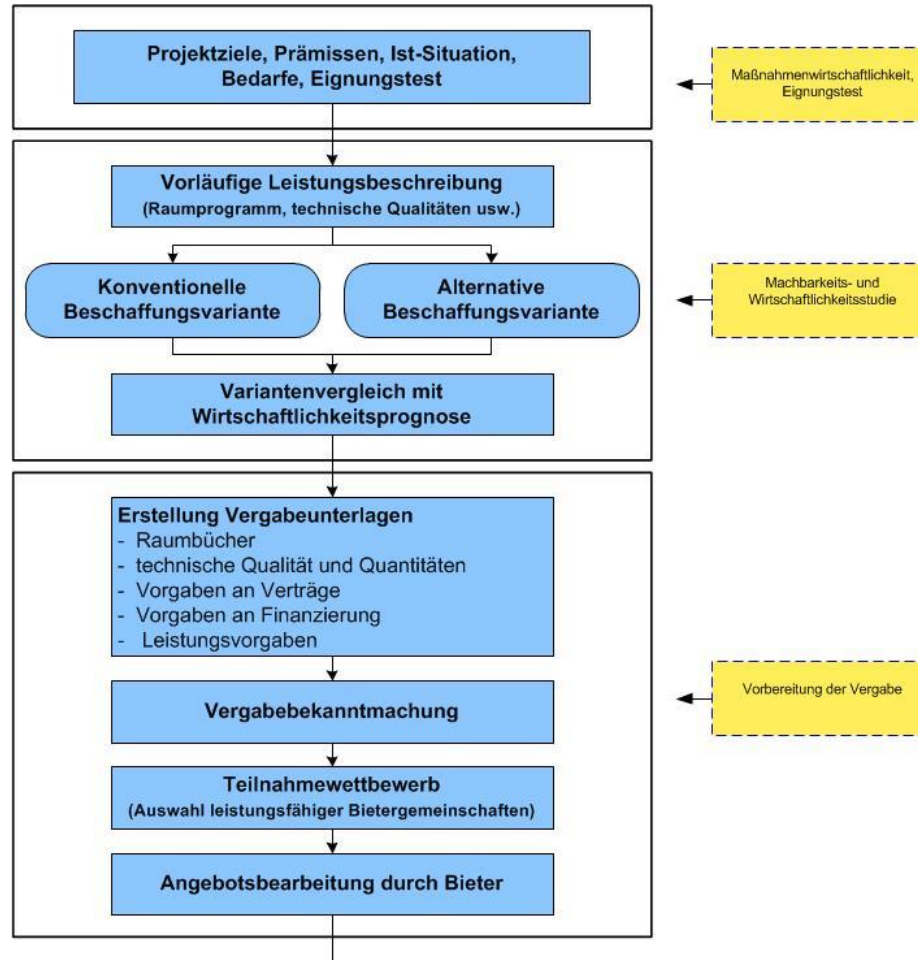 Projektziele, Prämissen, Ist-Situation,
Bedarfe, Eignungstest
Maßnahmenwirtschaftlichkeit,
Eignungstest
Vorläufige Leistungsbeschreibung
(Raumprogramm, technische Qualitäten usw.)
Konventionelle
Beschaffungsvariante
Alternative
Beschaffungsvariante
Machbarkeits- und
Wirtschaftlichkeitsstudie
Variantenvergleich mit
Wirtschaftlichkeitsprognose
Erstellung Vergabeunterlagen
- Raumbücher
- technische Qualität und Quantitäten
- Vorgaben an Verträge
- Vorgaben an Finanzierung
- Leistungsvorgaben
Vorbereitung der Vergabe
Vergabebekanntmachung
Teilnahmewettbewerb
(Auswahl leistungsfähiger Bietergemeinschaften)
Angebotsbearbeitung durch Bieter